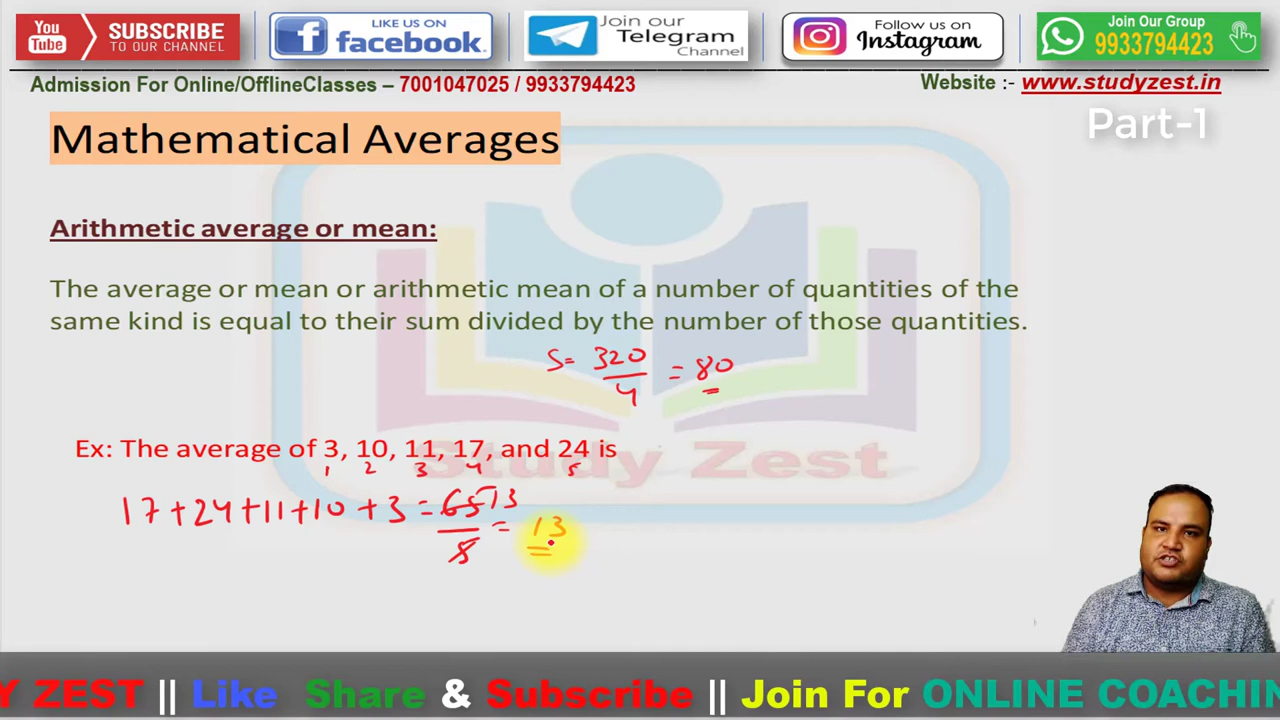 You Tube SUBSCRIBE TO OUR CHANNEL
LIKE US ON facebook.
Join our Telegram Channel
Follow us on Instagram
Join Our Group 9933794423
Admission For Online/OfflineClasses – 7001047025 / 9933794423
Website :- www.studyzest.in
Part-1
Mathematical Averages
Arithmetic average or mean:
The average or mean or arithmetic mean of a number of quantities of the
same kind is equal to their sum divided by the number of those quantities.
S= 320/4 = 80
Ex: The average of 3, 10, 11, 17, and 24 is
1 2 3 4 5
17+24+11+10+3 = 65 13/5 = 13
Study Zest
Y ZEST || Like Share & Subscribe || Join For ONLINE COACHIN